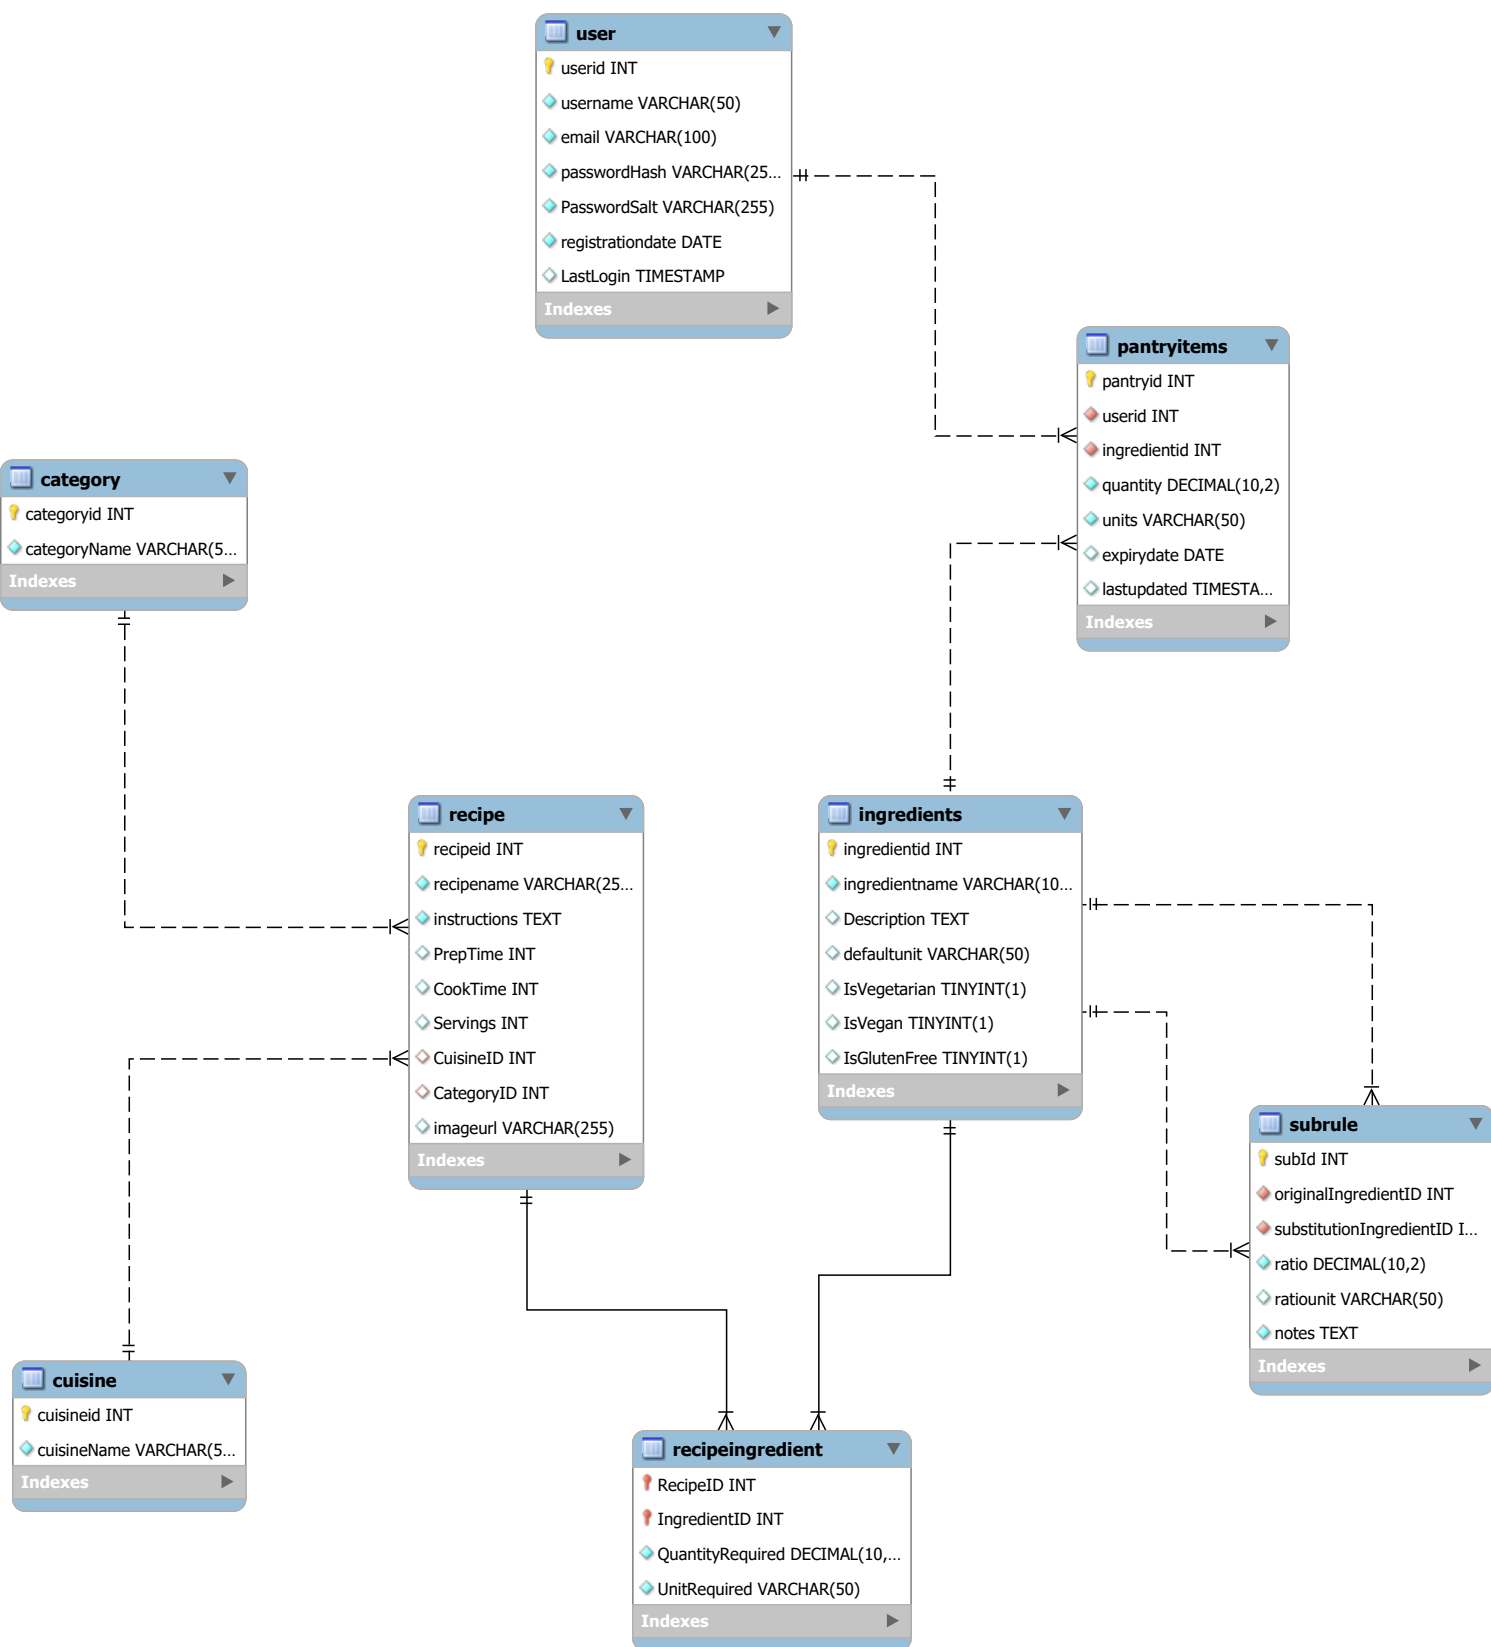 user
userid INT
username VARCHAR(50)
email VARCHAR(100)
passwordHash VARCHAR(25...
PasswordSalt VARCHAR(255)
registrationdate DATE
LastLogin TIMESTAMP
Indexes
pantryitems
pantryid INT
userid INT
ingredientid INT
quantity DECIMAL(10,2)
units VARCHAR(50)
expirydate DATE
lastupdated TIMESTA...
Indexes
category
categoryid INT
categoryName VARCHAR(5...
Indexes
recipe
recipeid INT
recipename VARCHAR(25...
instructions TEXT
PrepTime INT
CookTime INT
Servings INT
CuisineID INT
CategoryID INT
imageurl VARCHAR(255)
Indexes
ingredients
ingredientid INT
ingredientname VARCHAR(10...
Description TEXT
defaultunit VARCHAR(50)
IsVegetarian TINYINT(1)
IsVegan TINYINT(1)
IsGlutenFree TINYINT(1)
Indexes
subrule
subId INT
originalIngredientID INT
substitutionIngredientID I...
ratio DECIMAL(10,2)
ratiounit VARCHAR(50)
notes TEXT
Indexes
cuisine
cuisineid INT
cuisineName VARCHAR(5...
Indexes
recipeingredient
RecipeID INT
IngredientID INT
QuantityRequired DECIMAL(10,...
UnitRequired VARCHAR(50)
Indexes